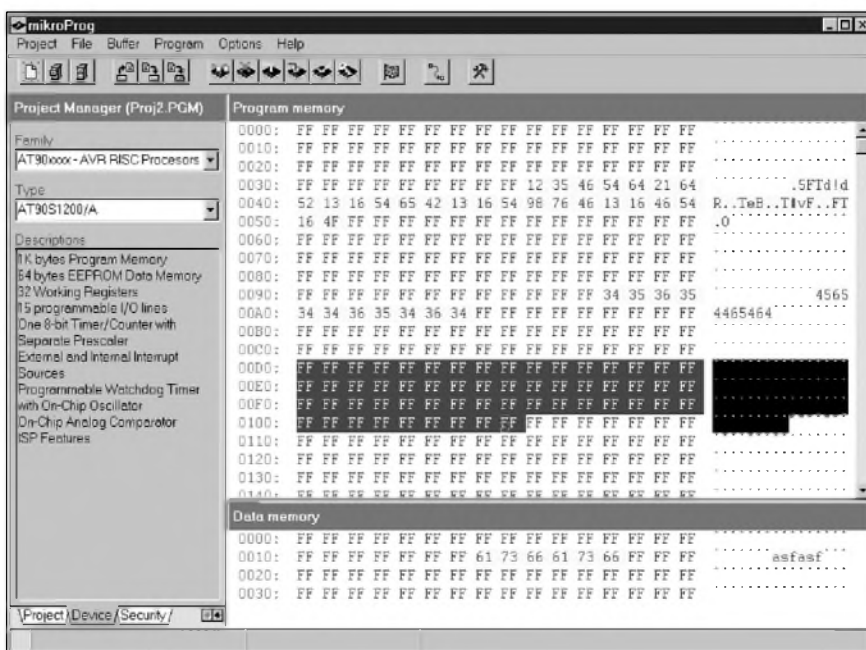 mikroProg
Project File Buffer Program Options Help
Project Manager (Proj2.PGM)
Family
AT90xxxx - AVR RISC Procesors
Type
AT90S1200/A
Descriptions
1K bytes Program Memory
64 bytes EEPROM Data Memory
32 Working Registers
15 programmable I/O lines
One 8-bit Timer/Counter with
Separate Prescaler
External and Internal Interrupt
Sources
Programmable Watchdog Timer
with On-Chip Oscillator
On-Chip Analog Comparator
ISP Features
Project Device Security
Program memory
0000: FF FF FF FF FF FF FF FF FF FF FF FF FF FF FF FF ................
0010: FF FF FF FF FF FF FF FF FF FF FF FF FF FF FF FF ................
0020: FF FF FF FF FF FF FF FF FF FF FF FF FF FF FF FF ................
0030: FF FF FF FF FF FF FF FF FF 12 35 46 54 64 21 64 ..........5FTd!d
0040: 52 13 16 54 65 42 13 16 54 98 76 46 13 16 46 54 R..TeB..T‖vF..FT
0050: 16 4F FF FF FF FF FF FF FF FF FF FF FF FF FF FF .O..............
0060: FF FF FF FF FF FF FF FF FF FF FF FF FF FF FF FF ................
0070: FF FF FF FF FF FF FF FF FF FF FF FF FF FF FF FF ................
0080: FF FF FF FF FF FF FF FF FF FF FF FF FF FF FF FF ................
0090: FF FF FF FF FF FF FF FF FF FF FF FF 34 35 36 35 ............4565
00A0: 34 34 36 35 34 36 34 FF FF FF FF FF FF FF FF FF 4465464.........
00B0: FF FF FF FF FF FF FF FF FF FF FF FF FF FF FF FF ................
00C0: FF FF FF FF FF FF FF FF FF FF FF FF FF FF FF FF ................
00D0: FF FF FF FF FF FF FF FF FF FF FF FF FF FF FF FF ................
00E0: FF FF FF FF FF FF FF FF FF FF FF FF FF FF FF FF ................
00F0: FF FF FF FF FF FF FF FF FF FF FF FF FF FF FF FF ................
0100: FF FF FF FF FF FF FF FF FF FF FF FF FF FF FF FF ................
0110: FF FF FF FF FF FF FF FF FF FF FF FF FF FF FF FF ................
0120: FF FF FF FF FF FF FF FF FF FF FF FF FF FF FF FF ................
0130: FF FF FF FF FF FF FF FF FF FF FF FF FF FF FF FF ................
0140: FF FF FF FF FF FF FF FF FF FF FF FF FF FF FF FF
Data memory
0000: FF FF FF FF FF FF FF FF FF FF FF FF FF FF FF FF ................
0010: FF FF FF FF FF FF FF 61 73 66 61 73 66 FF FF FF .......asfasf...
0020: FF FF FF FF FF FF FF FF FF FF FF FF FF FF FF FF ................
0030: FF FF FF FF FF FF FF FF FF FF FF FF FF FF FF FF ................